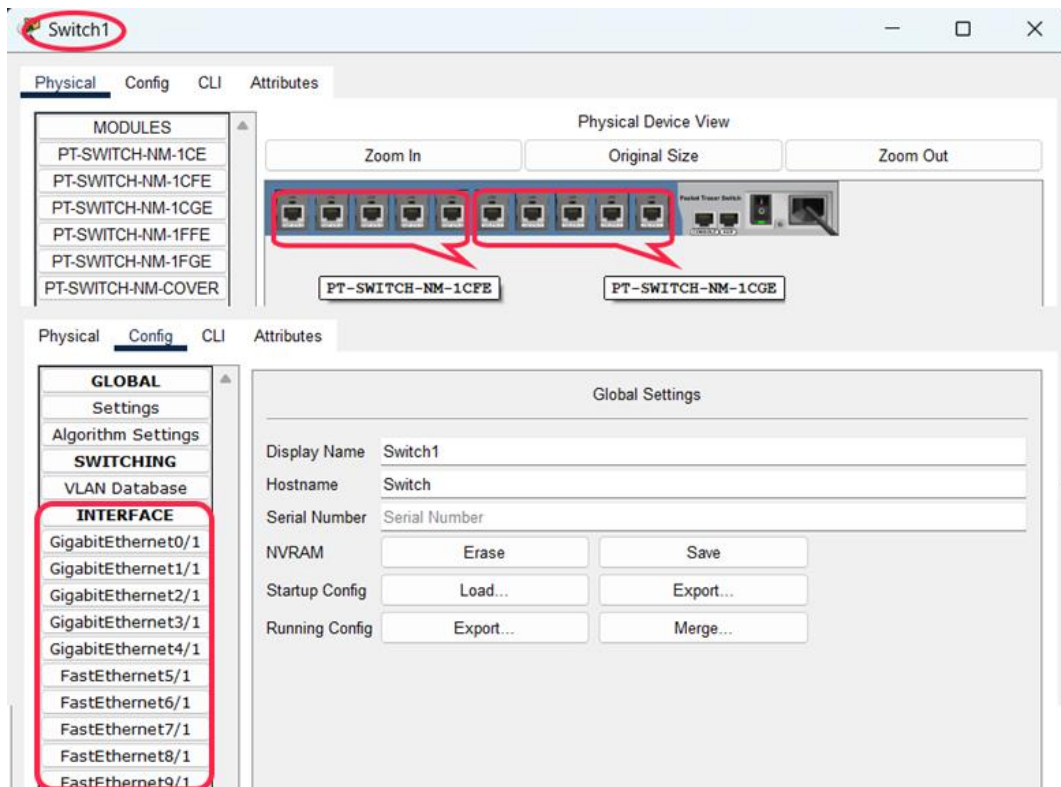 Switch1
Physical Config CLI Attributes
MODULES
PT-SWITCH-NM-1CE
PT-SWITCH-NM-1CFE
PT-SWITCH-NM-1CGE
PT-SWITCH-NM-1FFE
PT-SWITCH-NM-1FGE
PT-SWITCH-NM-COVER
Physical Device View
Zoom In Original Size Zoom Out
Packet Tracer Switch
PT-SWITCH-NM-1CFE PT-SWITCH-NM-1CGE
Physical Config CLI Attributes
GLOBAL
Settings
Algorithm Settings
SWITCHING
VLAN Database
INTERFACE
GigabitEthernet0/1
GigabitEthernet1/1
GigabitEthernet2/1
GigabitEthernet3/1
GigabitEthernet4/1
FastEthernet5/1
FastEthernet6/1
FastEthernet7/1
FastEthernet8/1
FastEthernet9/1
Global Settings
Display Name Switch1
Hostname Switch
Serial Number Serial Number
NVRAM Erase Save
Startup Config Load... Export...
Running Config Export... Merge...